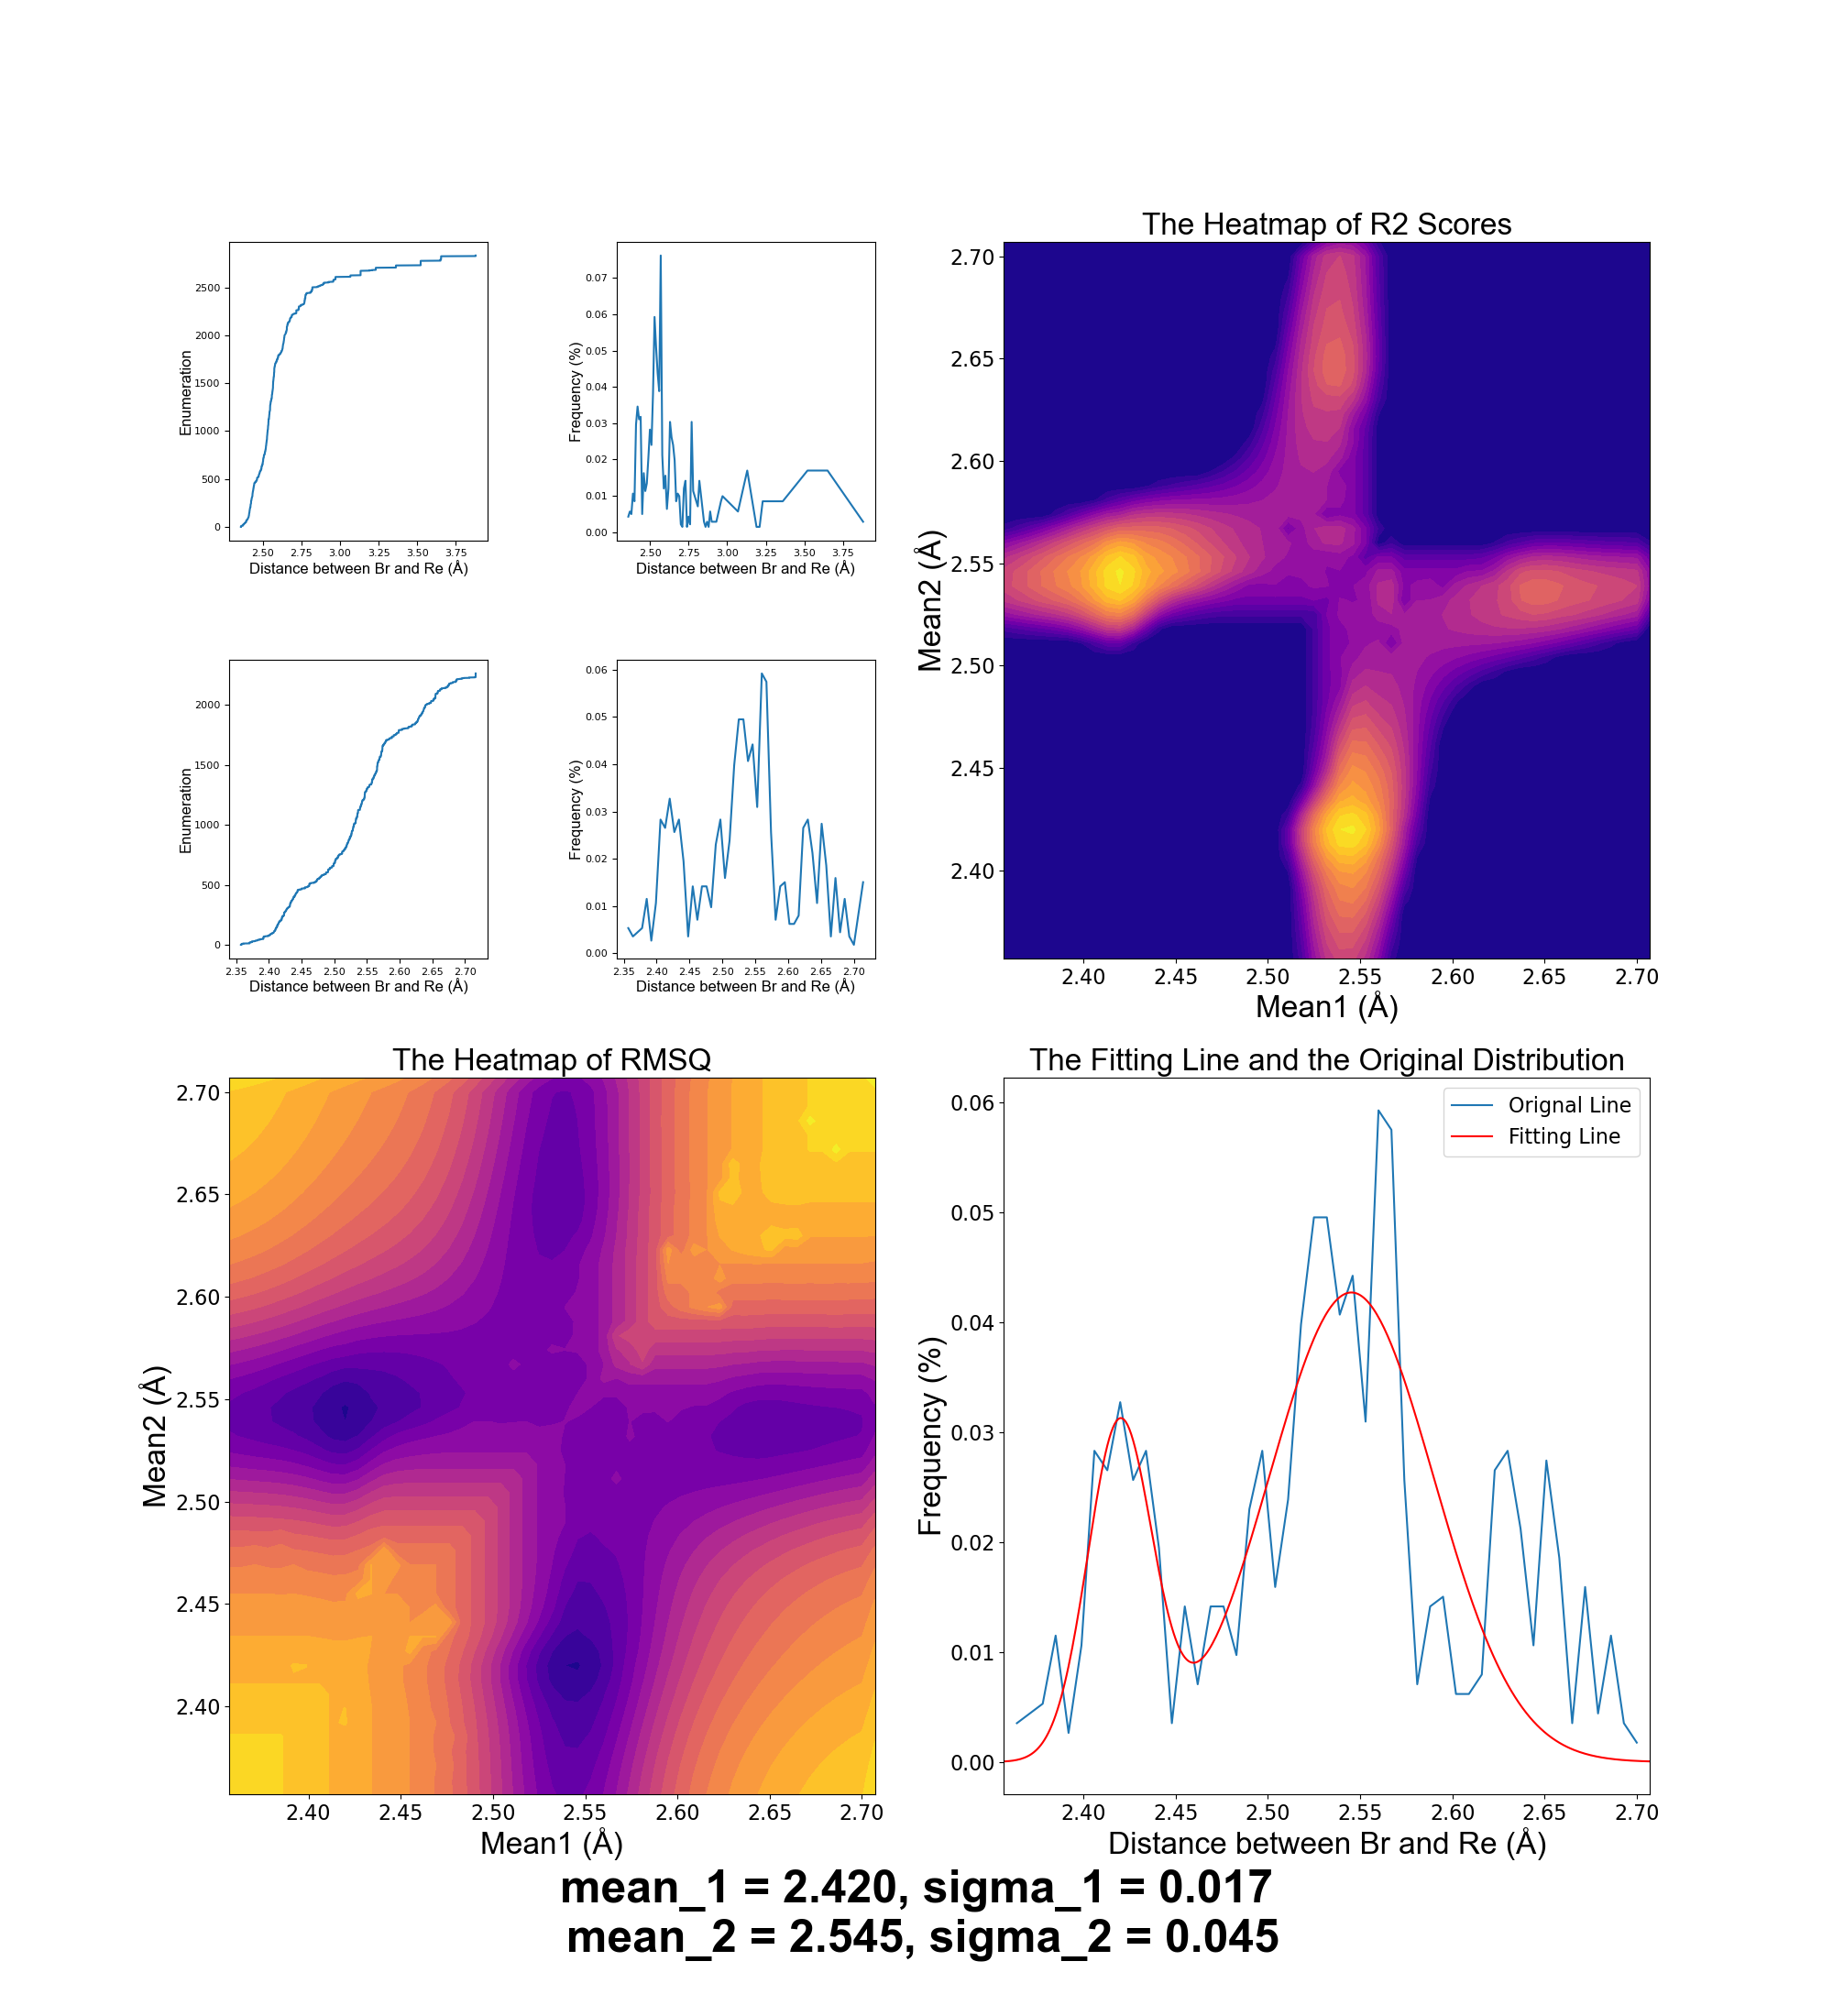 The Heatmap of R2 Scores
Enumeration
2500
2000
1500
1000
500
0
2.50 2.75 3.00 3.25 3.50 3.75
Distance between Br and Re (Å)
Frequency (%)
0.07
0.06
0.05
0.04
0.03
0.02
0.01
0.00
2.50 2.75 3.00 3.25 3.50 3.75
Distance between Br and Re (Å)
Enumeration
2000
1500
1000
500
0
2.35 2.40 2.45 2.50 2.55 2.60 2.65 2.70
Distance between Br and Re (Å)
Frequency (%)
0.06
0.05
0.04
0.03
0.02
0.01
0.00
2.35 2.40 2.45 2.50 2.55 2.60 2.65 2.70
Distance between Br and Re (Å)
Mean2 (Å)
2.70
2.65
2.60
2.55
2.50
2.45
2.40
2.40 2.45 2.50 2.55 2.60 2.65 2.70
Mean1 (Å)
The Heatmap of RMSQ
Mean2 (Å)
2.70
2.65
2.60
2.55
2.50
2.45
2.40
2.40 2.45 2.50 2.55 2.60 2.65 2.70
Mean1 (Å)
The Fitting Line and the Original Distribution
Orignal Line
Fitting Line
Frequency (%)
0.06
0.05
0.04
0.03
0.02
0.01
0.00
2.40 2.45 2.50 2.55 2.60 2.65 2.70
Distance between Br and Re (Å)
mean_1 = 2.420, sigma_1 = 0.017
mean_2 = 2.545, sigma_2 = 0.045